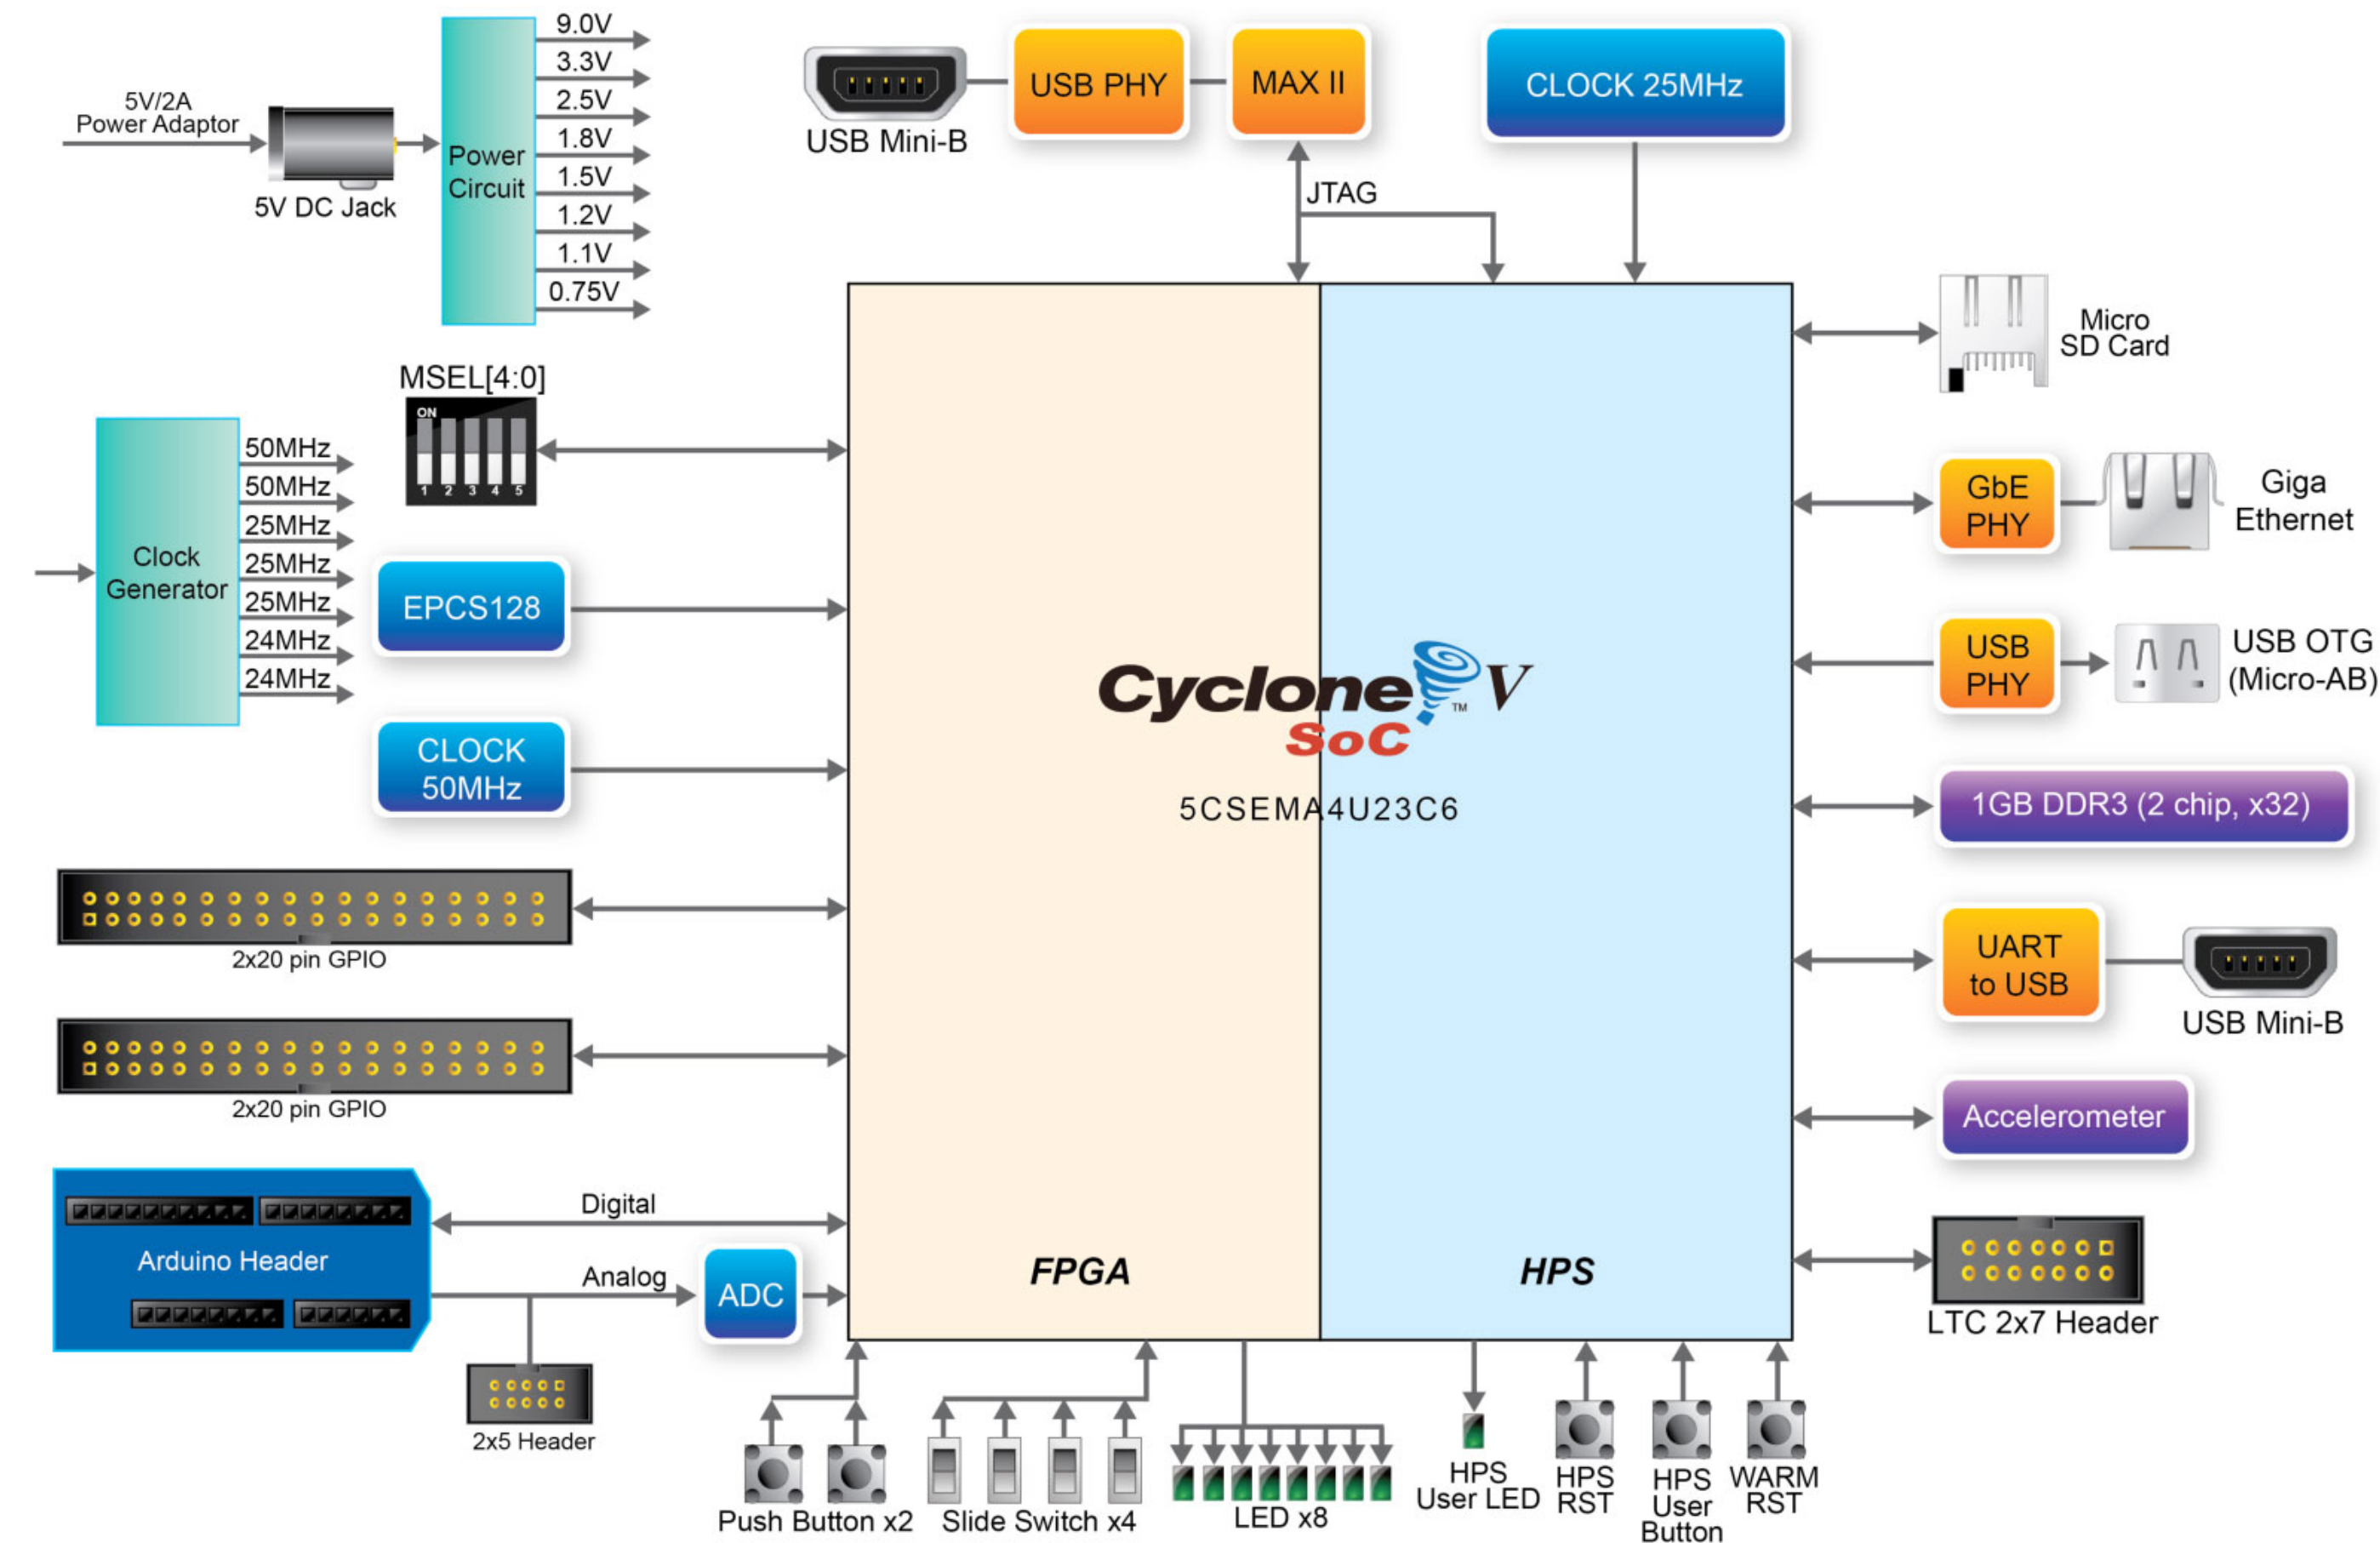 5V/2A
Power Adaptor
5V DC Jack
Power
Circuit
9.0V
3.3V
2.5V
1.8V
1.5V
1.2V
1.1V
0.75V
USB Mini-B
USB PHY
MAX II
JTAG
CLOCK 25MHz
MSEL[4:0]
ON
1 2 3 4 5
Clock
Generator
50MHz
50MHz
25MHz
25MHz
25MHz
24MHz
24MHz
EPCS128
CLOCK
50MHz
2x20 pin GPIO
2x20 pin GPIO
Arduino Header
Digital
Analog
ADC
2x5 Header
Cyclone V
TM
SoC
5CSEMA4U23C6
FPGA
HPS
Micro
SD Card
GbE
PHY
Giga
Ethernet
USB
PHY
USB OTG
(Micro-AB)
1GB DDR3 (2 chip, x32)
UART
to USB
USB Mini-B
Accelerometer
LTC 2x7 Header
Push Button x2
Slide Switch x4
LED x8
HPS
User LED
HPS
RST
HPS
User
Button
WARM
RST